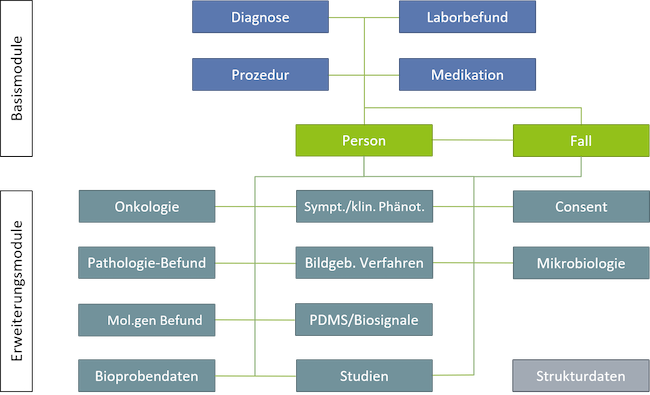 Basismodule
Diagnose
Laborbefund
Prozedur
Medikation
Person
Fall
Erweiterungsmodule
Onkologie
Sympt./klin. Phänot.
Consent
Pathologie-Befund
Bildgeb. Verfahren
Mikrobiologie
Mol.gen Befund
PDMS/Biosignale
Bioprobendaten
Studien
Strukturdaten